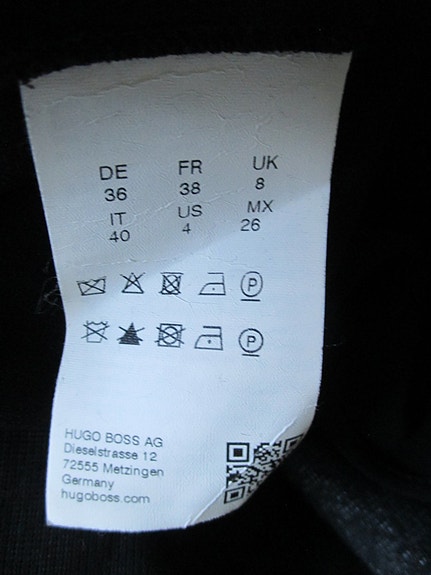 DE FR UK
36 38 8
IT US MX
40 4 26
P
P
HUGO BOSS AG
Dieselstrasse 12
72555 Metzingen
Germany
hugoboss.com